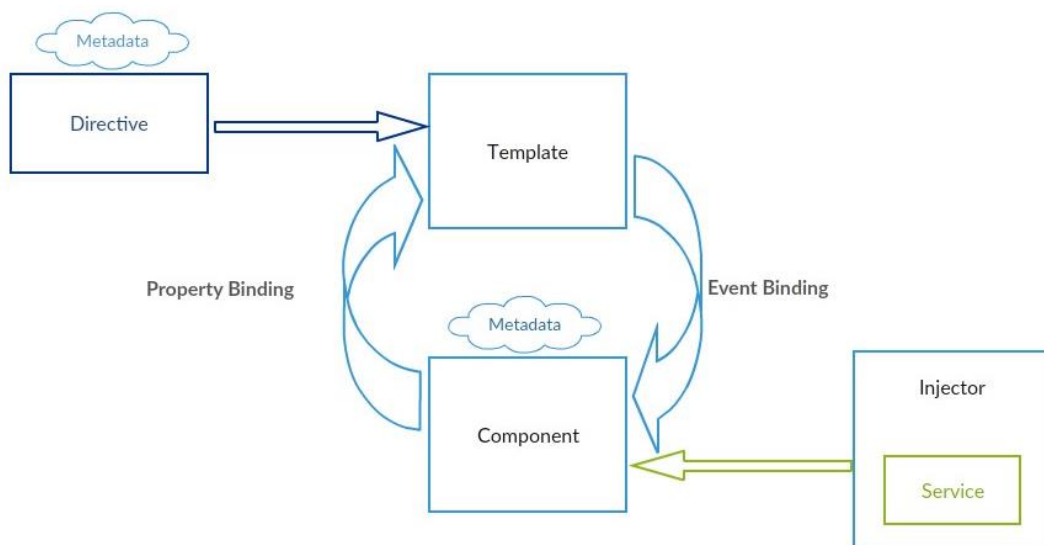 Metadata
Directive
Template
Property Binding
Event Binding
Metadata
Component
Injector
Service